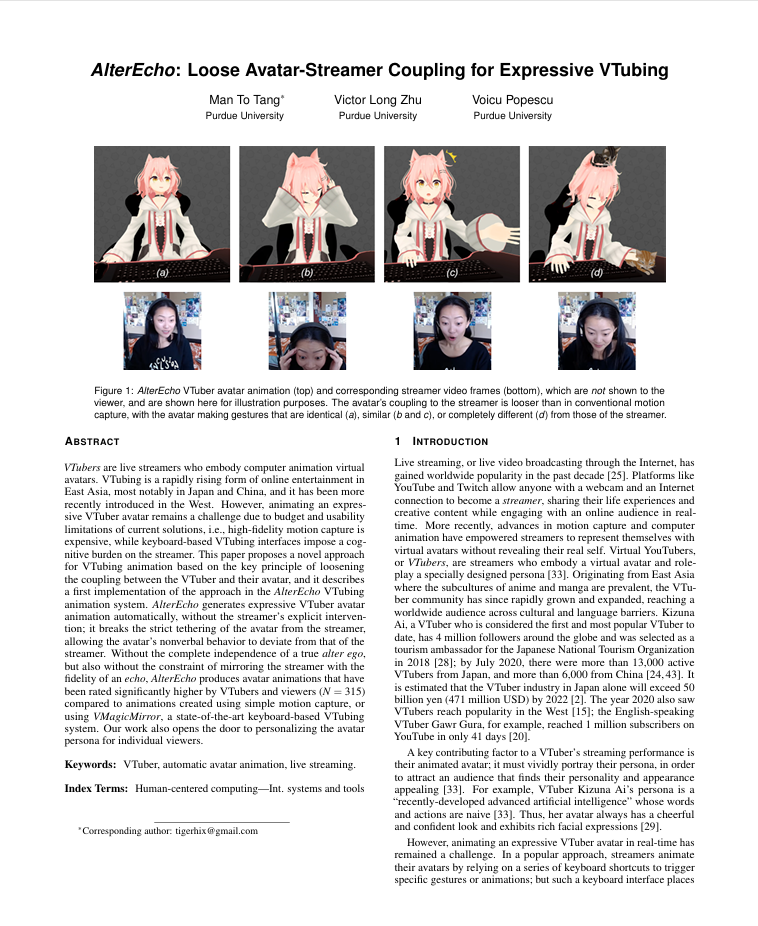 AlterEcho: Loose Avatar-Streamer Coupling for Expressive VTubing
Man To Tang*
Victor Long Zhu
Voicu Popescu
Purdue University
Purdue University
Purdue University
(a)
(b)
(c)
(d)
Figure 1: AlterEcho VTuber avatar animation (top) and corresponding streamer video frames (bottom), which are not shown to the
viewer, and are shown here for illustration purposes. The avatar's coupling to the streamer is looser than in conventional motion
capture, with the avatar making gestures that are identical (a), similar (b and c), or completely different (d) from those of the streamer.
ABSTRACT
VTubers are live streamers who embody computer animation virtual
avatars. VTubing is a rapidly rising form of online entertainment in
East Asia, most notably in Japan and China, and it has been more
recently introduced in the West. However, animating an expres-
sive VTuber avatar remains a challenge due to budget and usability
limitations of current solutions, i.e., high-fidelity motion capture is
expensive, while keyboard-based VTubing interfaces impose a cog-
nitive burden on the streamer. This paper proposes a novel approach
for VTubing animation based on the key principle of loosening
the coupling between the VTuber and their avatar, and it describes
a first implementation of the approach in the AlterEcho VTubing
animation system. AlterEcho generates expressive VTuber avatar
animation automatically, without the streamer's explicit interven-
tion; it breaks the strict tethering of the avatar from the streamer,
allowing the avatar's nonverbal behavior to deviate from that of the
streamer. Without the complete independence of a true alter ego,
but also without the constraint of mirroring the streamer with the
fidelity of an echo, AlterEcho produces avatar animations that have
been rated significantly higher by VTubers and viewers (N = 315)
compared to animations created using simple motion capture, or
using VMagicMirror, a state-of-the-art keyboard-based VTubing
system. Our work also opens the door to personalizing the avatar
persona for individual viewers.
Keywords: VTuber, automatic avatar animation, live streaming.
Index Terms: Human-centered computing—Int. systems and tools
*Corresponding author: tigerhix@gmail.com
1 INTRODUCTION
Live streaming, or live video broadcasting through the Internet, has
gained worldwide popularity in the past decade [25]. Platforms like
YouTube and Twitch allow anyone with a webcam and an Internet
connection to become a streamer, sharing their life experiences and
creative content while engaging with an online audience in real-
time. More recently, advances in motion capture and computer
animation have empowered streamers to represent themselves with
virtual avatars without revealing their real self. Virtual YouTubers,
or VTubers, are streamers who embody a virtual avatar and role-
play a specially designed persona [33]. Originating from East Asia
where the subcultures of anime and manga are prevalent, the VTu-
ber community has since rapidly grown and expanded, reaching a
worldwide audience across cultural and language barriers. Kizuna
Ai, a VTuber who is considered the first and most popular VTuber to
date, has 4 million followers around the globe and was selected as a
tourism ambassador for the Japanese National Tourism Organization
in 2018 [28]; by July 2020, there were more than 13,000 active
VTubers from Japan, and more than 6,000 from China [24,43]. It
is estimated that the VTuber industry in Japan alone will exceed 50
billion yen (471 million USD) by 2022 [2]. The year 2020 also saw
VTubers reach popularity in the West [15]; the English-speaking
VTuber Gawr Gura, for example, reached 1 million subscribers on
YouTube in only 41 days [20].
A key contributing factor to a VTuber's streaming performance is
their animated avatar; it must vividly portray their persona, in order
to attract an audience that finds their personality and appearance
appealing [33]. For example, VTuber Kizuna Ai's persona is a
"recently-developed advanced artificial intelligence" whose words
and actions are naive [33]. Thus, her avatar always has a cheerful
and confident look and exhibits rich facial expressions [29].
However, animating an expressive VTuber avatar in real-time has
remained a challenge. In a popular approach, streamers animate
their avatars by relying on a series of keyboard shortcuts to trigger
specific gestures or animations; but such a keyboard interface places